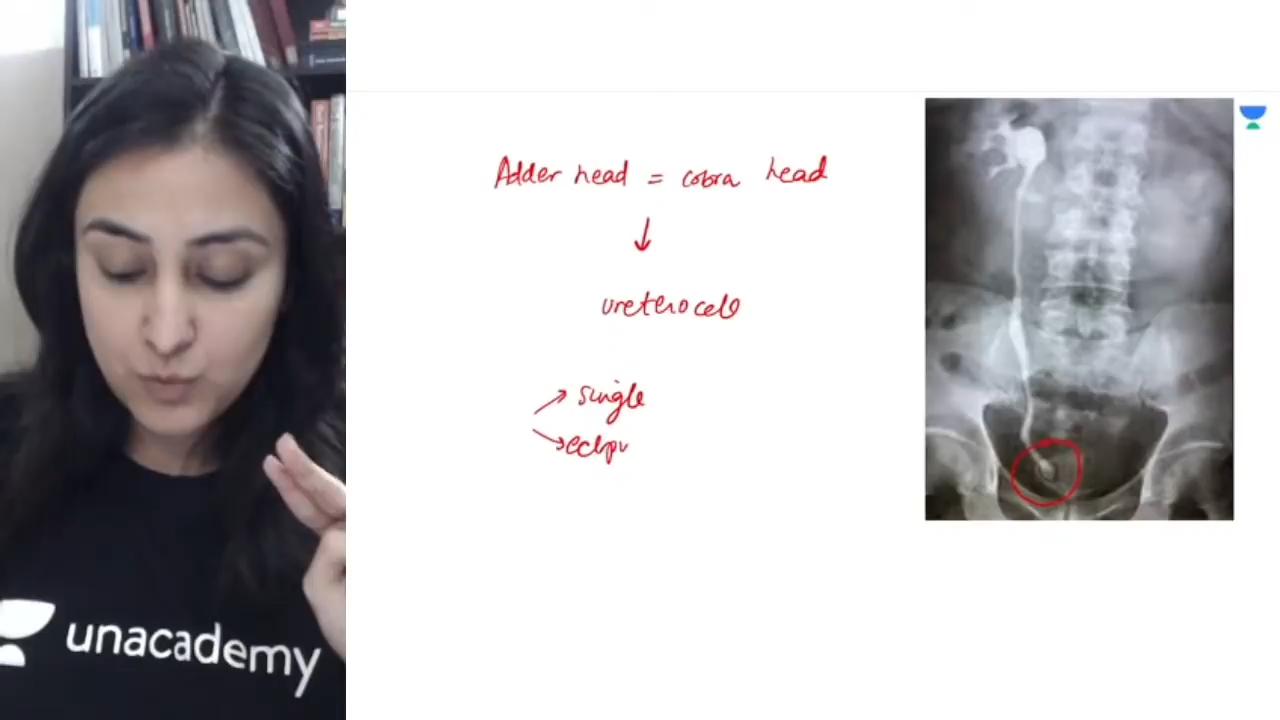 Adder head = cobra head
↓
ureterocele
→ single
unacademy